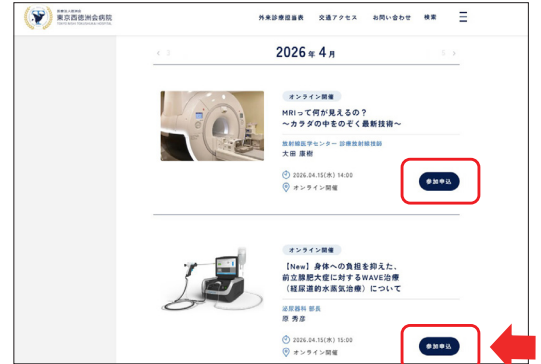 東京西徳洲会病院
外来診療担当表 交通アクセス お問い合わせ 検索
2026年4月
オンライン開催
MRIって何が見えるの?
～カラダの中をのぞく最新技術～
放射線医学センター 診療放射線技師
大田 康樹
2026.04.15(水) 14:00
オンライン開催
参加申込
オンライン開催
【New】身体への負担を抑えた、
前立腺肥大症に対するWAVE治療
（経尿道的水蒸気治療）について
泌尿器科 部長
原 秀彦
2026.04.15(水) 15:00
オンライン開催
参加申込